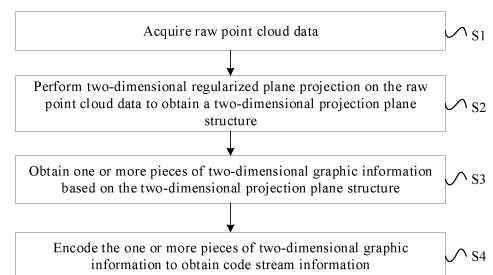 Acquire raw point cloud data
S1
Perform two-dimensional regularized plane projection on the raw
point cloud data to obtain a two-dimensional projection plane
structure
S2
Obtain one or more pieces of two-dimensional graphic information
based on the two-dimensional projection plane structure
S3
Encode the one or more pieces of two-dimensional graphic
information to obtain code stream information
S4